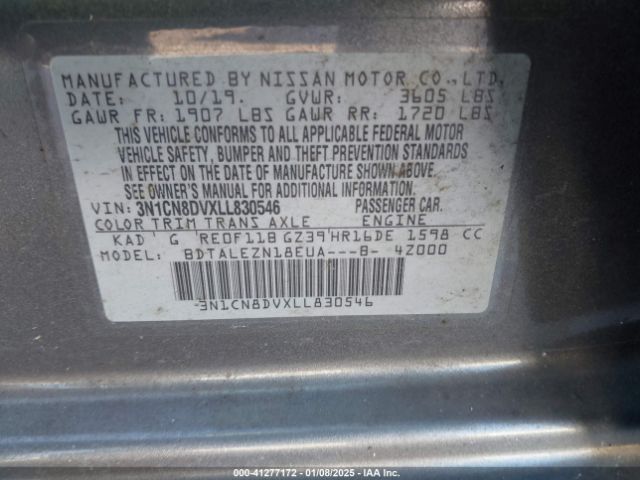 MANUFACTURED BY NISSAN MOTOR CO., LTD.
DATE: 10/19. GVWR: 3605 LBS
GAWR FR: 1907 LBS GAWR RR: 1720 LBS
THIS VEHICLE CONFORMS TO ALL APPLICABLE FEDERAL MOTOR
VEHICLE SAFETY, BUMPER AND THEFT PREVENTION STANDARDS
IN EFFECT ON THE DATE OF MANUFACTURE SHOWN ABOVE.
SEE OWNER'S MANUAL FOR ADDITIONAL INFORMATION.
VIN: 3N1CN8DVXLL830546 PASSENGER CAR.
COLOR TRIM TRANS AXLE ENGINE
KAD G RE0F11B GZ39 HR16DE 1598 CC
MODEL: BDTALEZN18EUA---B- 4Z000
3N1CN8DVXLL830546
000-41277172 | 01/08/2025 | IAA Inc.